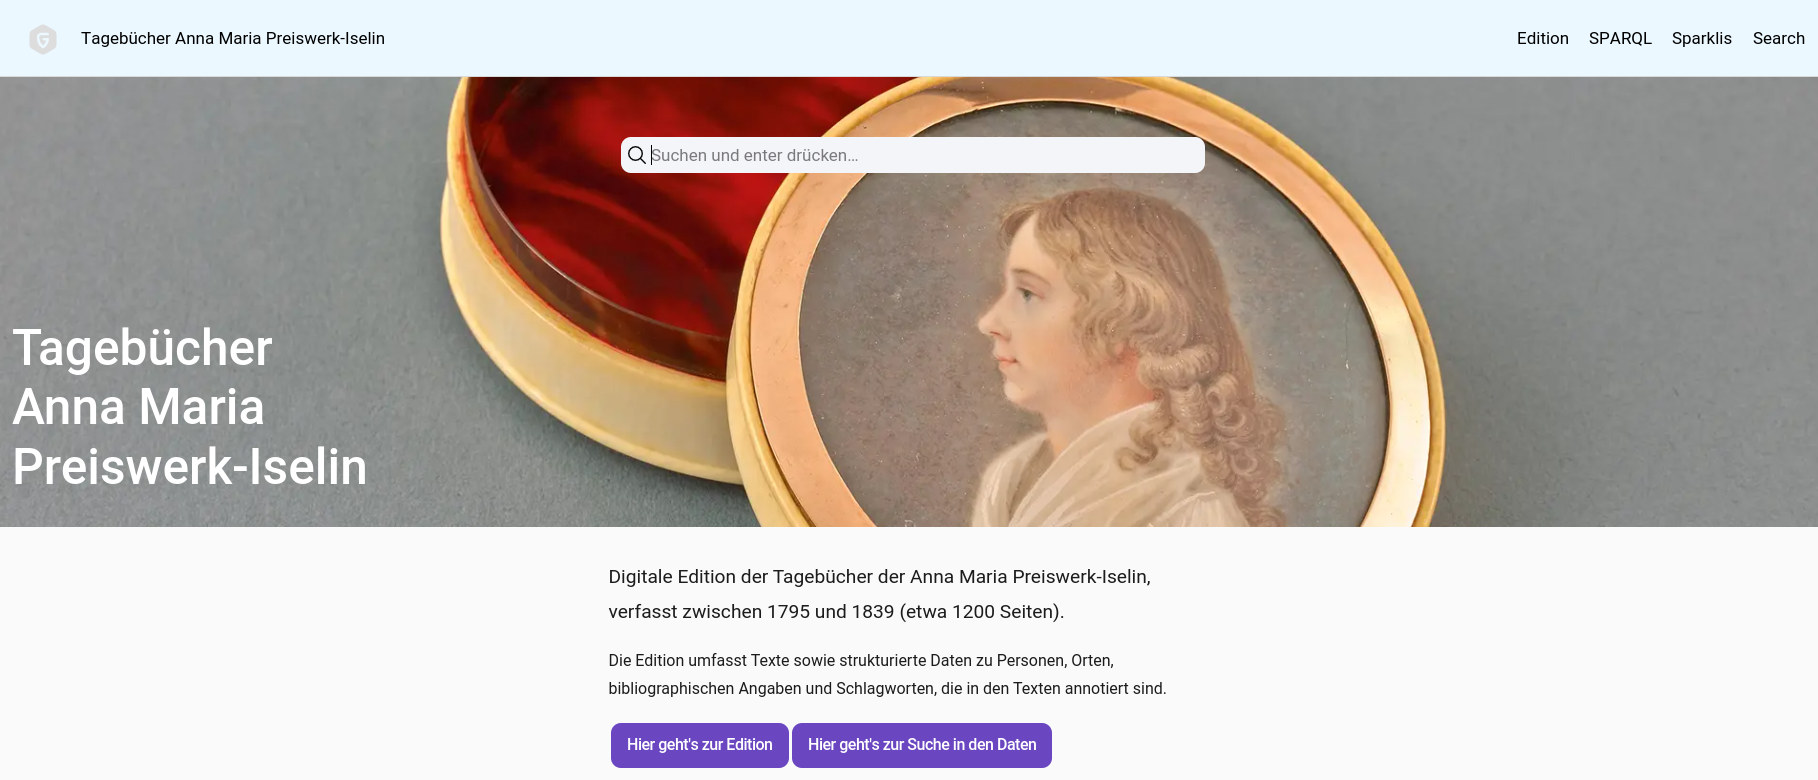 Tagebücher Anna Maria Preiswerk-Iselin
Edition SPARQL Sparklis Search
Suchen und enter drücken...
Tagebücher
Anna Maria
Preiswerk-Iselin
Digitale Edition der Tagebücher der Anna Maria Preiswerk-Iselin,
verfasst zwischen 1795 und 1839 (etwa 1200 Seiten).
Die Edition umfasst Texte sowie strukturierte Daten zu Personen, Orten,
bibliographischen Angaben und Schlagworten, die in den Texten annotiert sind.
Hier geht's zur Edition
Hier geht's zur Suche in den Daten